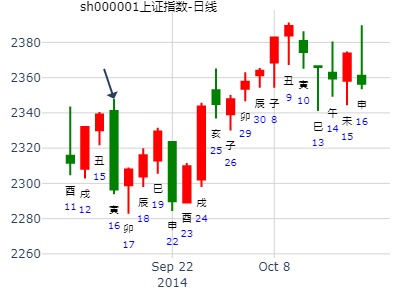 sh000001上证指数-日线
2380
2360
2340
2320
2300
2280
2260
酉
11
戌
12
丑
15
寅
16
卯
17
辰
18
巳
19
申
22
酉
23
戌
24
亥
25
子
26
卯
29
辰
30
子
8
丑
9
寅
10
巳
13
午
14
未
15
申
16
Sep 22
2014
Oct 8